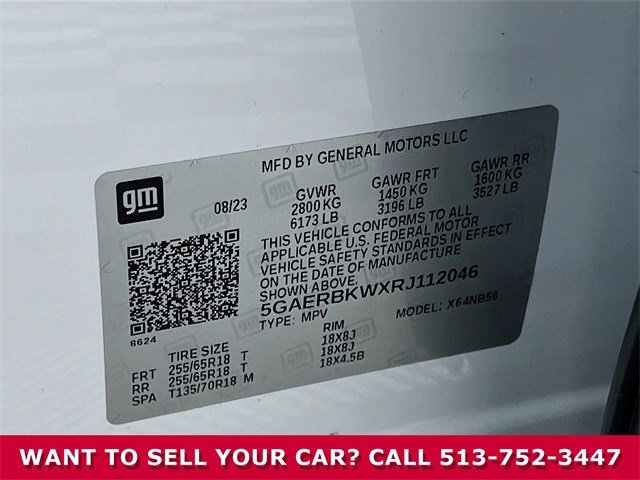 MFD BY GENERAL MOTORS LLC
gm
08/23 GVWR GAWR FRT GAWR RR
2800 KG 1450 KG 1600 KG
6173 LB 3196 LB 3527 LB
THIS VEHICLE CONFORMS TO ALL
APPLICABLE U.S. FEDERAL MOTOR
VEHICLE SAFETY STANDARDS IN EFFECT
ON THE DATE OF MANUFACTURE
SHOWN ABOVE.
5GAERBKWXRJ112046
TYPE: MPV MODEL: X64NB56
8624
TIRE SIZE RIM
FRT 255/65R18 T 18X8J
RR 255/65R18 T 18X8J
SPA T135/70R18 M 18X4.5B
WANT TO SELL YOUR CAR? CALL 513-752-3447